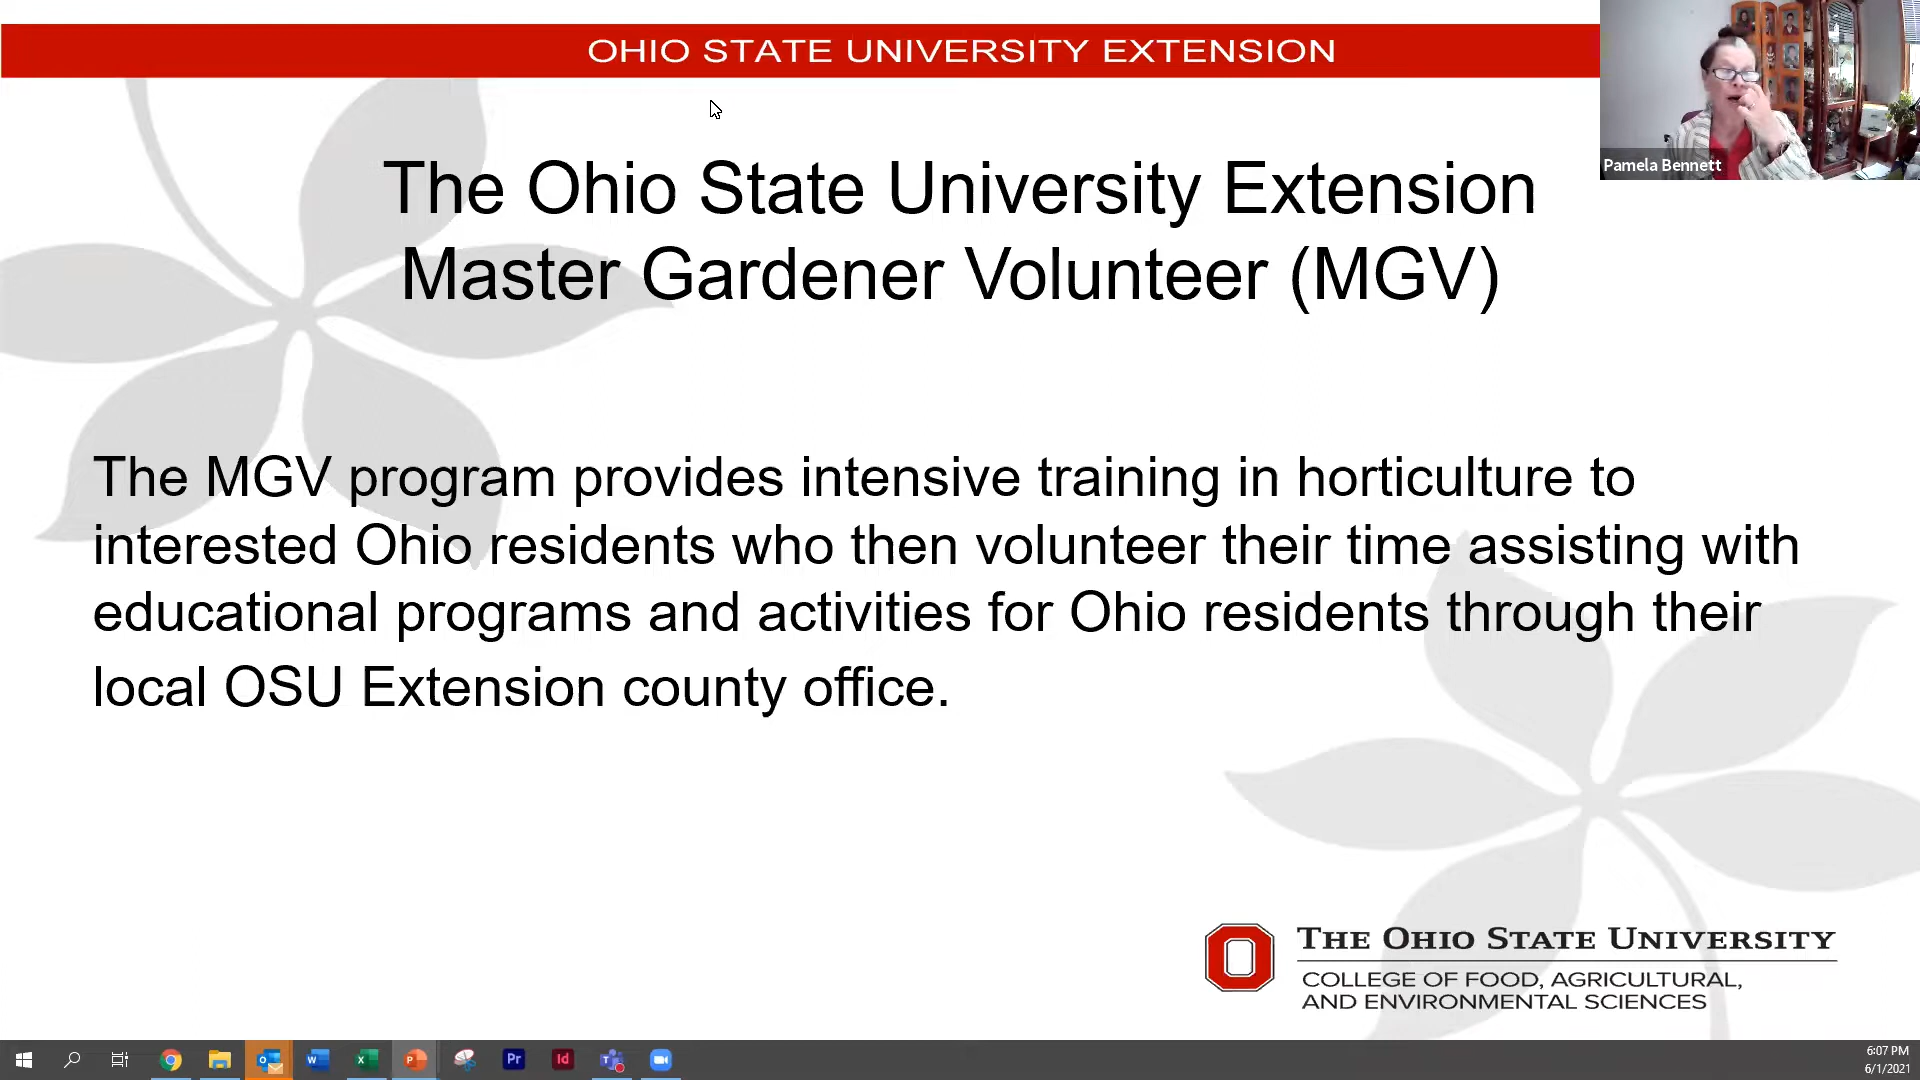 OHIO STATE UNIVERSITY EXTENSION
Pamela Bennett
The Ohio State University Extension
Master Gardener Volunteer (MGV)
The MGV program provides intensive training in horticulture to
interested Ohio residents who then volunteer their time assisting with
educational programs and activities for Ohio residents through their
local OSU Extension county office.
THE OHIO STATE UNIVERSITY
COLLEGE OF FOOD, AGRICULTURAL,
AND ENVIRONMENTAL SCIENCES
Pr
Id
6:07 PM
6/1/2021